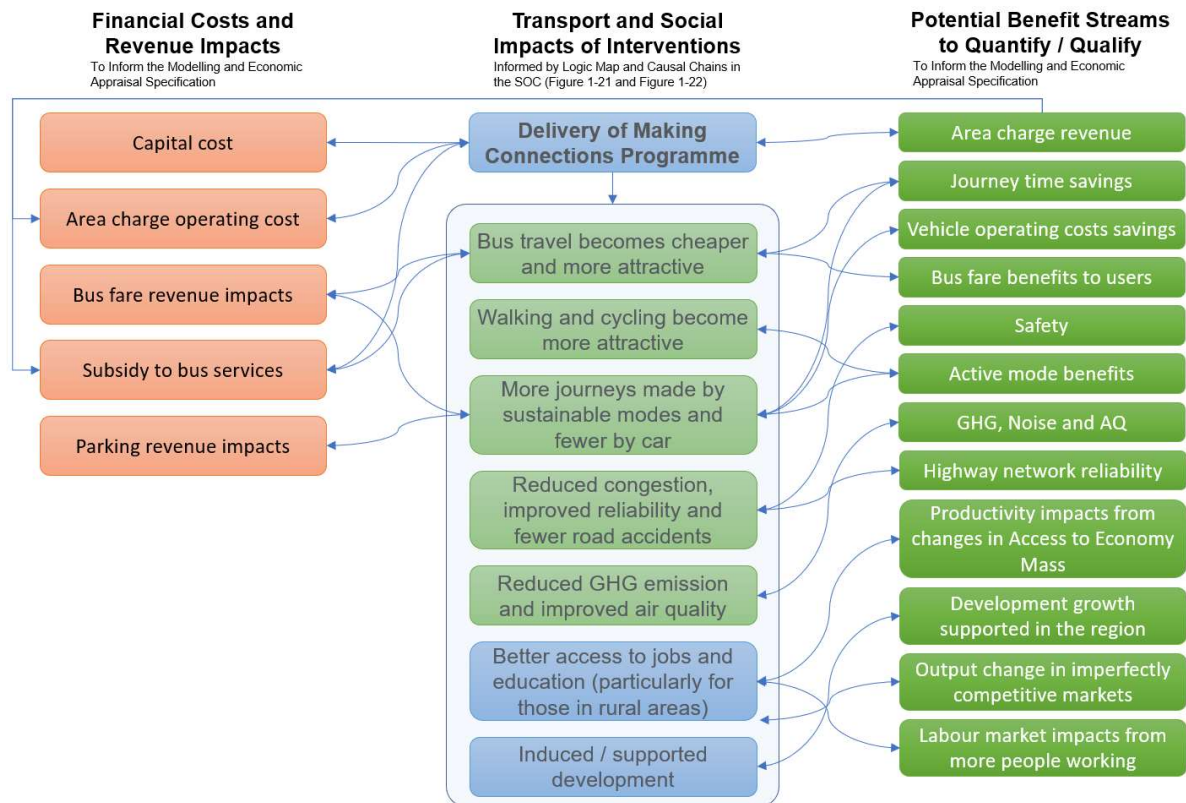 Financial Costs and
Revenue Impacts
To Inform the Modelling and Economic
Appraisal Specification
Capital cost
Area charge operating cost
Bus fare revenue impacts
Subsidy to bus services
Parking revenue impacts
Transport and Social
Impacts of Interventions
Informed by Logic Map and Causal Chains in
the SOC (Figure 1-21 and Figure 1-22)
Delivery of Making
Connections Programme
Bus travel becomes cheaper
and more attractive
Walking and cycling become
more attractive
More journeys made by
sustainable modes and
fewer by car
Reduced congestion,
improved reliability and
fewer road accidents
Reduced GHG emission
and improved air quality
Better access to jobs and
education (particularly for
those in rural areas)
Induced / supported
development
Potential Benefit Streams
to Quantify / Qualify
To Inform the Modelling and Economic
Appraisal Specification
Area charge revenue
Journey time savings
Vehicle operating costs savings
Bus fare benefits to users
Safety
Active mode benefits
GHG, Noise and AQ
Highway network reliability
Productivity impacts from
changes in Access to Economy
Mass
Development growth
supported in the region
Output change in imperfectly
competitive markets
Labour market impacts from
more people working